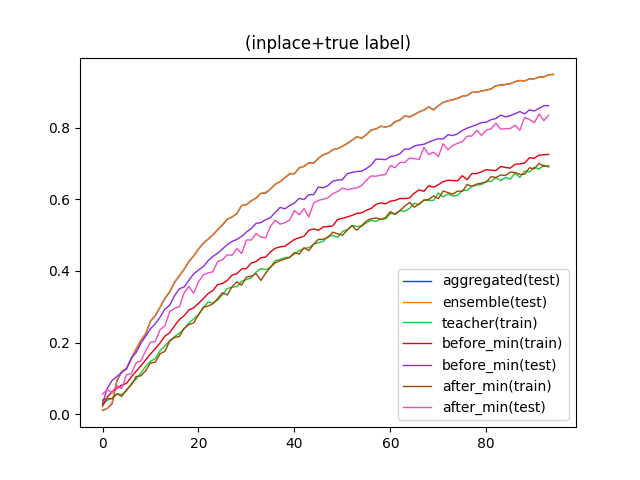 (inplace+true label)
0.8
0.6
0.4
0.2
0.0
0
20
40
60
80
aggregated(test)
ensemble(test)
teacher(train)
before_min(train)
before_min(test)
after_min(train)
after_min(test)